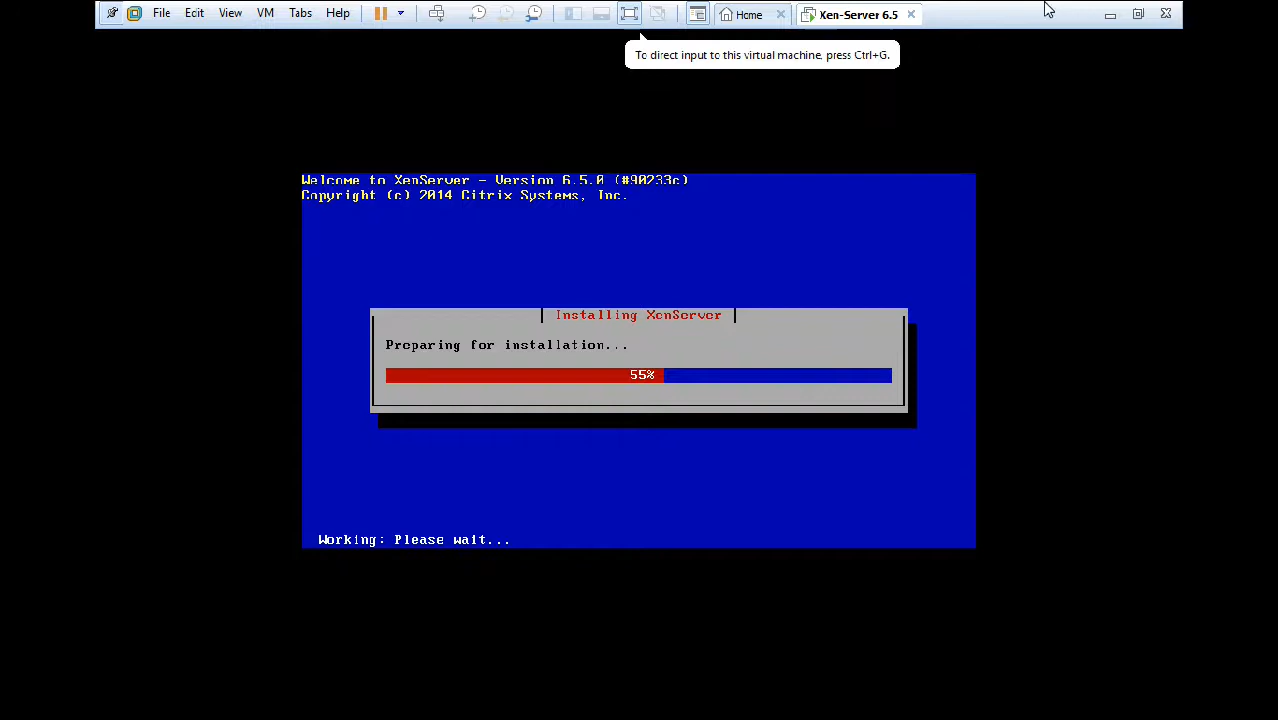 File Edit View VM Tabs Help Home Xen-Server 6.5
To direct input to this virtual machine, press Ctrl+G.
Welcome to XenServer - Version 6.5.0 (#90233c)
Copyright (c) 2014 Citrix Systems, Inc.
Installing XenServer
Preparing for installation...
55%
Working: Please wait...